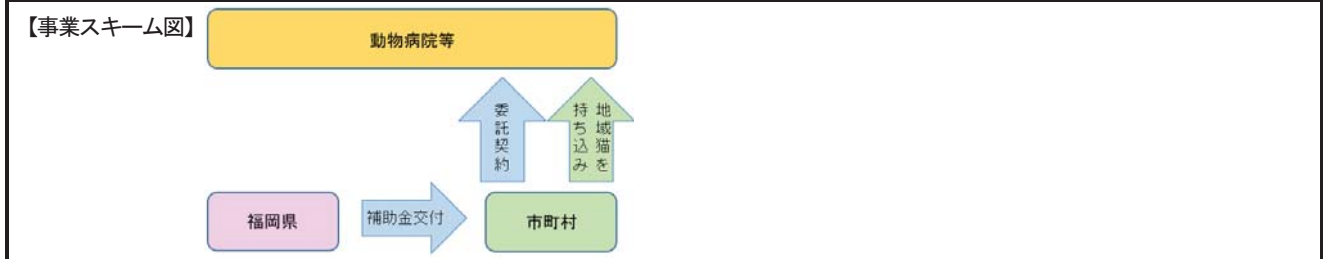 【事業スキーム図】
動物病院等
委託契約
地域猫を
持ち込み
福岡県
補助金交付
市町村